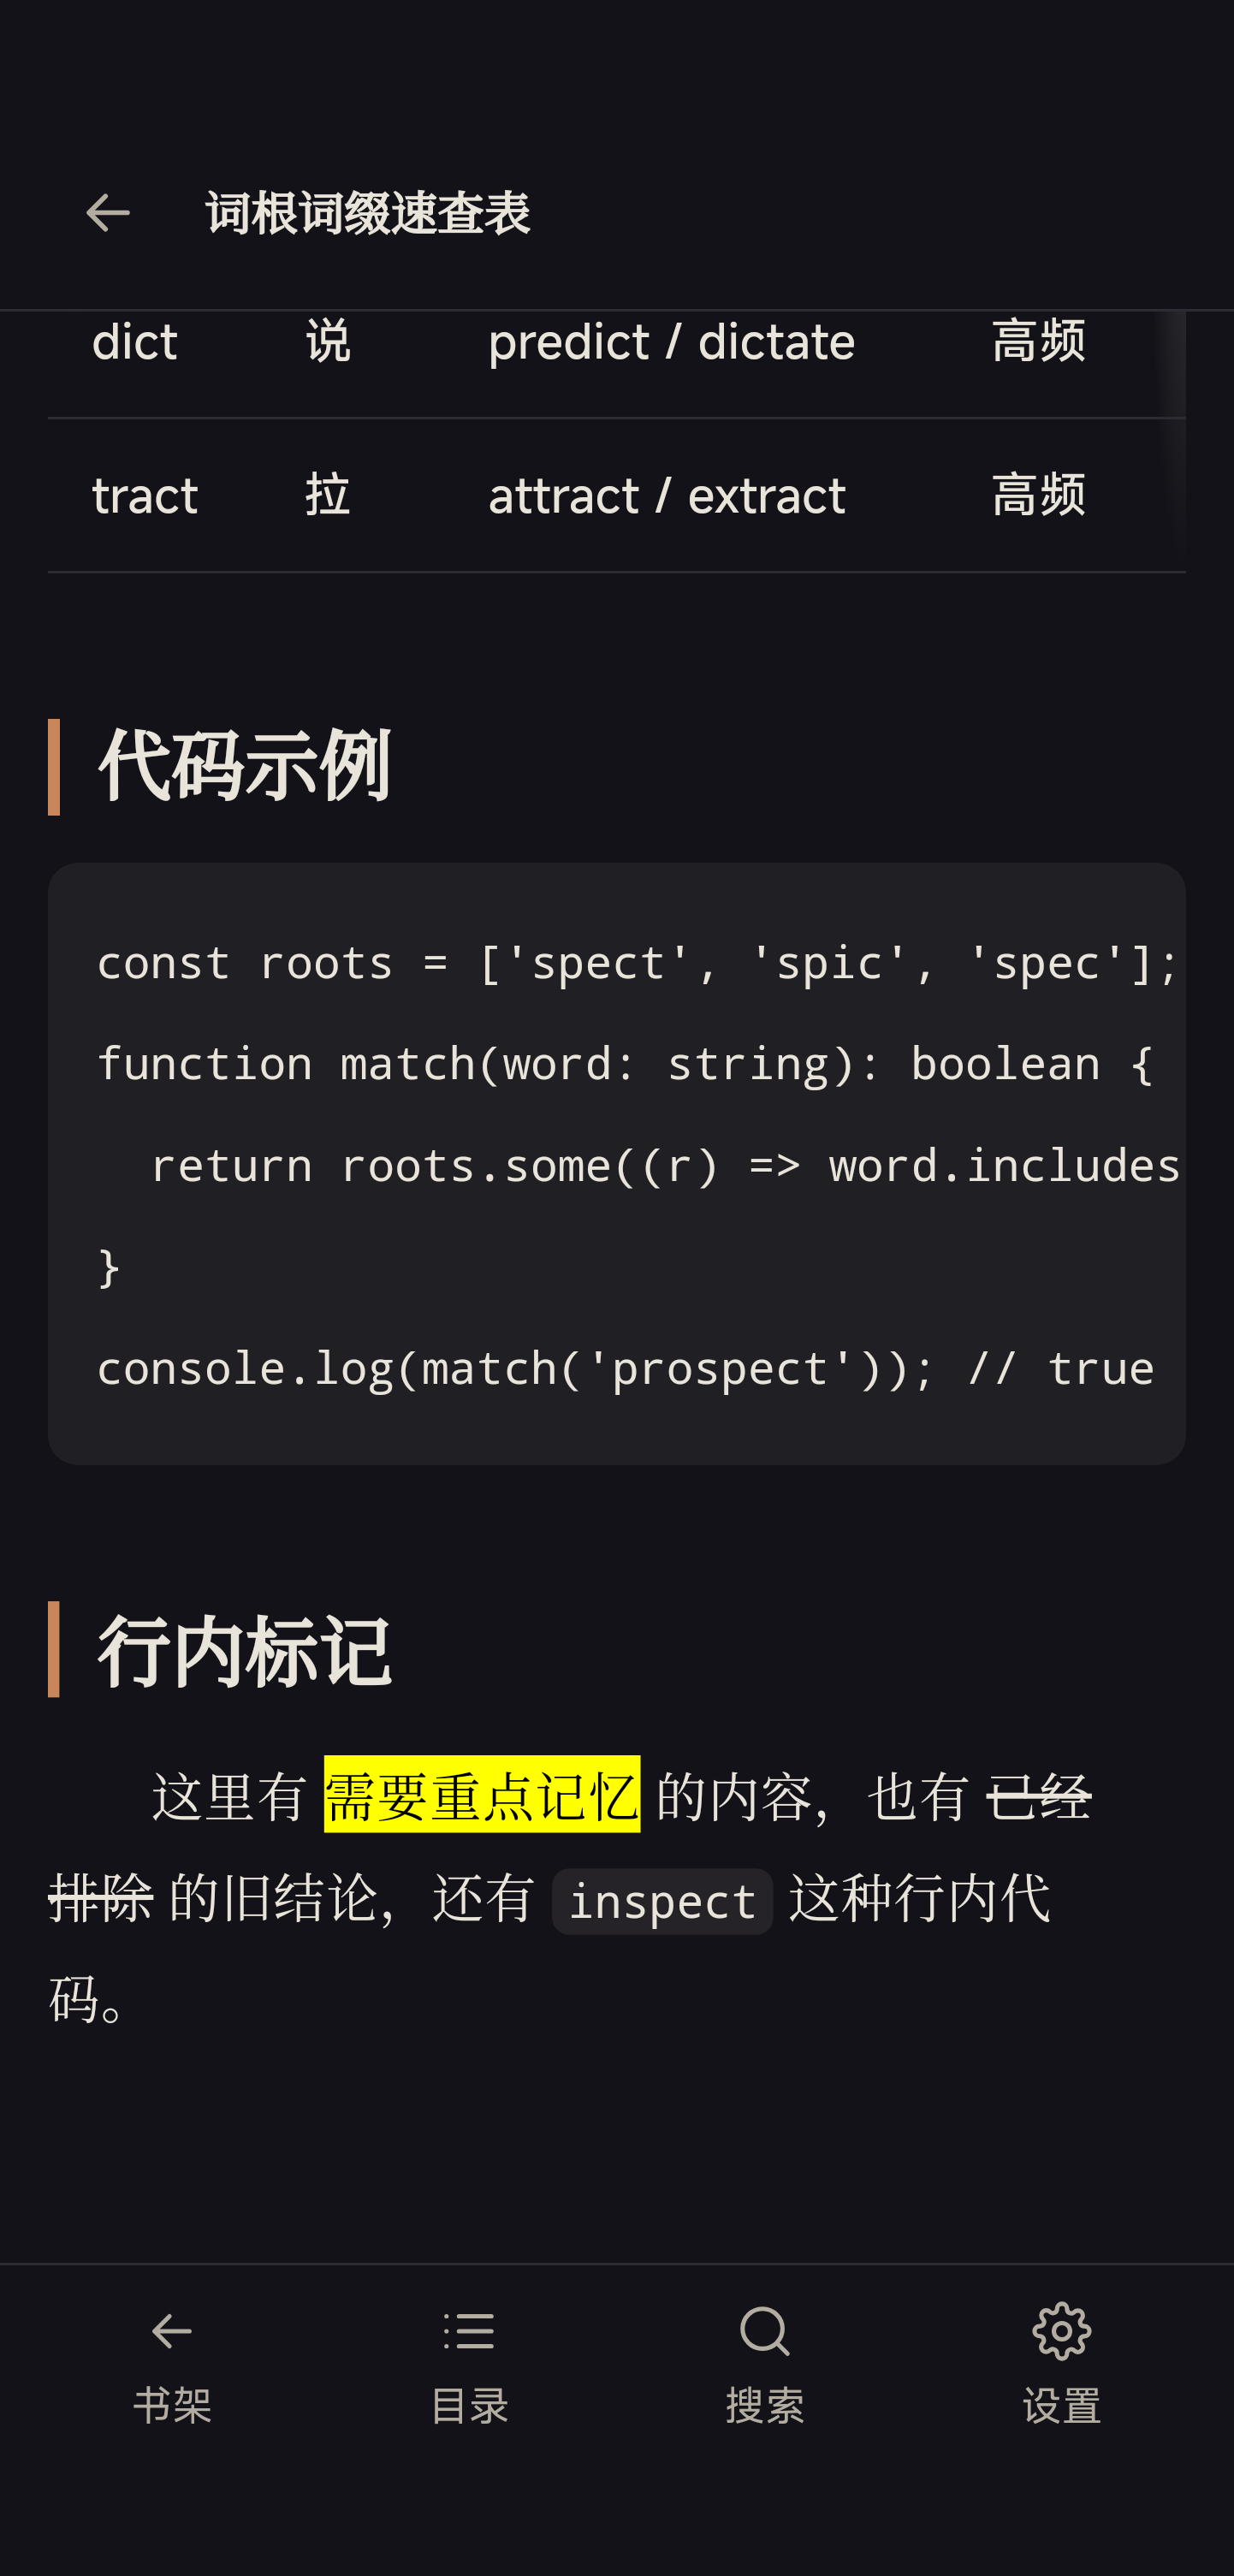 词根词缀速查表
dict 说 predict / dictate 高频
tract 拉 attract / extract 高频
代码示例
const roots = ['spect', 'spic', 'spec'];
function match(word: string): boolean {
  return roots.some((r) => word.includes
}
console.log(match('prospect')); // true
行内标记
这里有 需要重点记忆 的内容，也有 已经
排除 的旧结论，还有 inspect 这种行内代
码。
书架 目录 搜索 设置